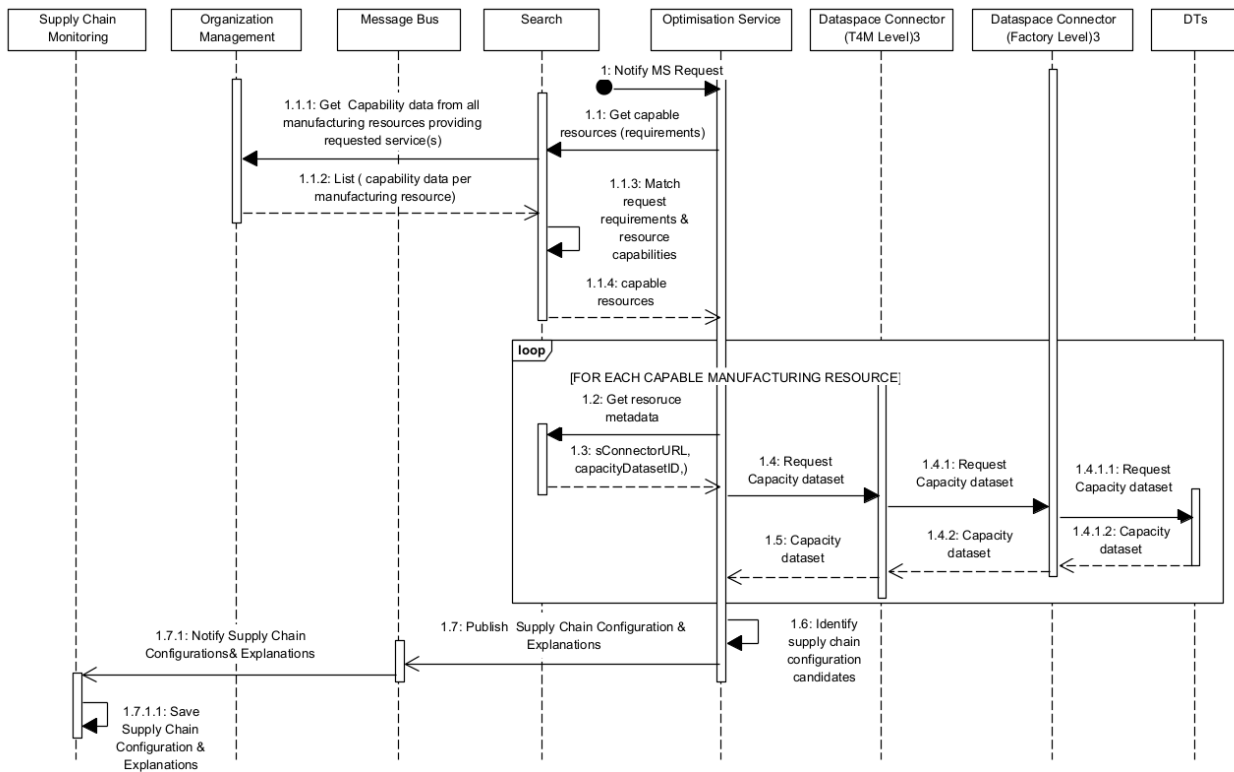 Supply Chain
Monitoring
Organization
Management
Message Bus
Search
Optimisation Service
Dataspace Connector
(T4M Level)3
Dataspace Connector
(Factory Level)3
DTs
1: Notify MS Request
1.1.1: Get  Capability data from all
manufacturing resources providing
requested service(s)
1.1: Get capable
resources (requirements)
1.1.2: List ( capability data per
manufacturing resource)
1.1.3: Match
request
requirements &
resource
capabilities
1.1.4: capable
resources
loop
[FOR EACH CAPABLE MANUFACTURING RESOURCE]
1.2: Get resoruce
metadata
1.3: sConnectorURL,
capacityDatasetID,)
1.4: Request
Capacity dataset
1.4.1: Request
Capacity dataset
1.4.1.1: Request
Capacity dataset
1.5: Capacity
dataset
1.4.2: Capacity
dataset
1.4.1.2: Capacity
dataset
1.6: Identify
supply chain
configuration
candidates
1.7: Publish  Supply Chain Configuration &
Explanations
1.7.1: Notify Supply Chain
Configurations& Explanations
1.7.1.1: Save
Supply Chain
Configuration &
Explanations